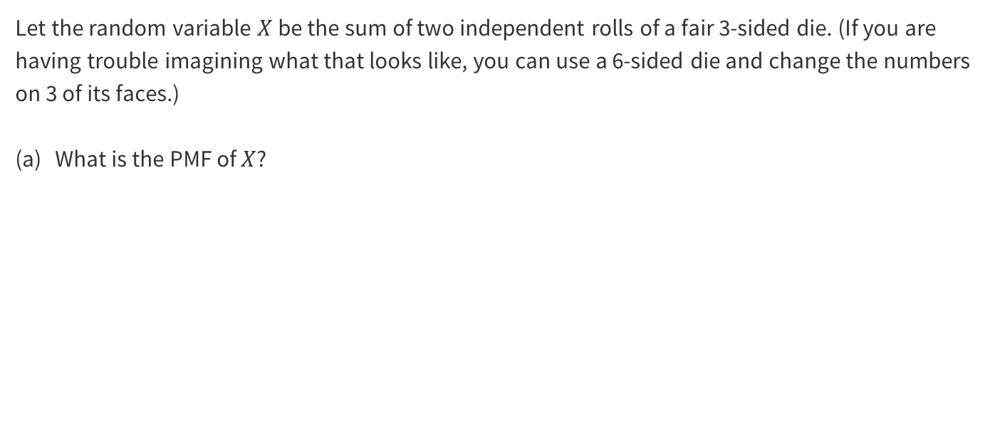 Let the random variable X be the sum of two independent rolls of a fair 3-sided die. (If you are
having trouble imagining what that looks like, you can use a 6-sided die and change the numbers
on 3 of its faces.)
(a) What is the PMF of X?